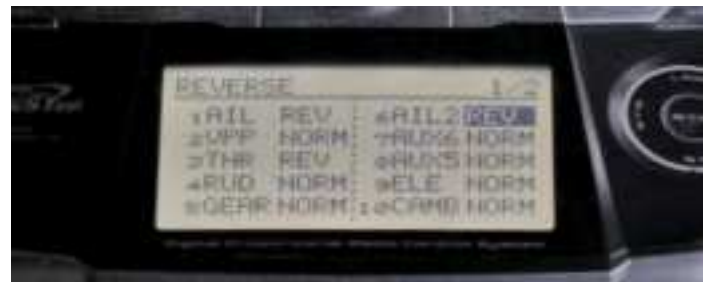 REVERSE 1/2
1AIL REV 6AIL2 REV
2VPP NORM 7AUX6 NORM
3THR REV 8AUX5 NORM
4RUD NORM 9ELE NORM
5GEAR NORM 10CAMB NORM